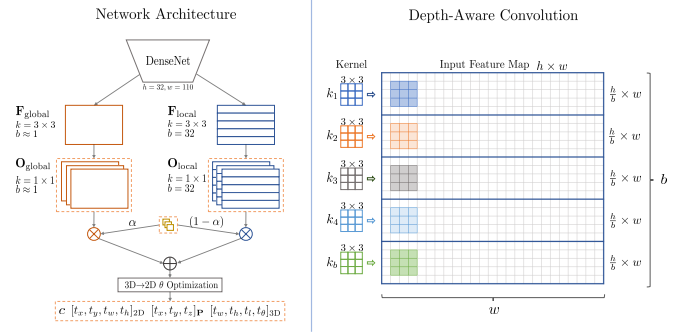 Network Architecture
DenseNet
h = 32, w = 110
F_global
k = 3 × 3
b ≈ 1
F_local
k = 3 × 3
b = 32
O_global
k = 1 × 1
b ≈ 1
O_local
k = 1 × 1
b = 32
α
(1 − α)
3D→2D θ Optimization
c [t_x, t_y, t_w, t_h]_2D [t_x, t_y, t_z]_P [t_w, t_h, t_l, t_θ]_3D
Depth-Aware Convolution
Kernel
Input Feature Map h × w
3 × 3
k_1
h/b × w
3 × 3
k_2
h/b × w
3 × 3
k_3
h/b × w
b
3 × 3
k_4
h/b × w
3 × 3
k_b
h/b × w
w